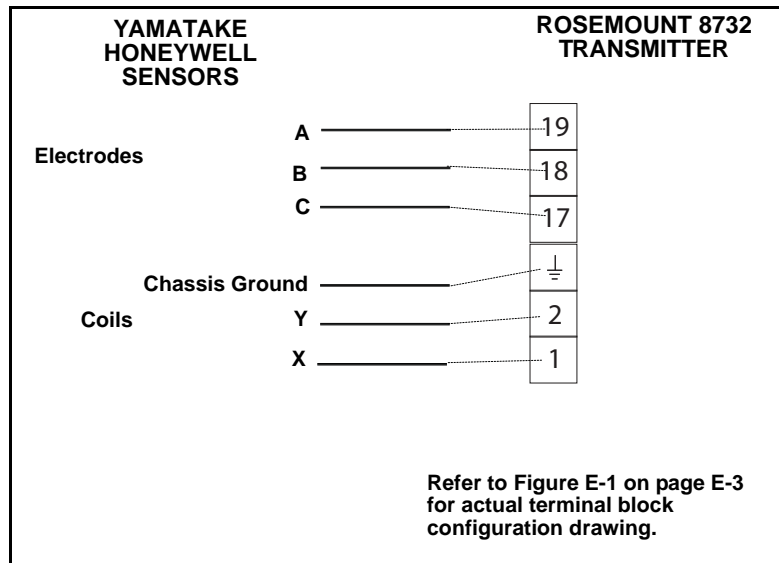 YAMATAKE
HONEYWELL
SENSORS
ROSEMOUNT 8732
TRANSMITTER
Electrodes
A
19
B
18
C
17
Chassis Ground
Coils
Y
2
X
1
Refer to Figure E-1 on page E-3
for actual terminal block
configuration drawing.